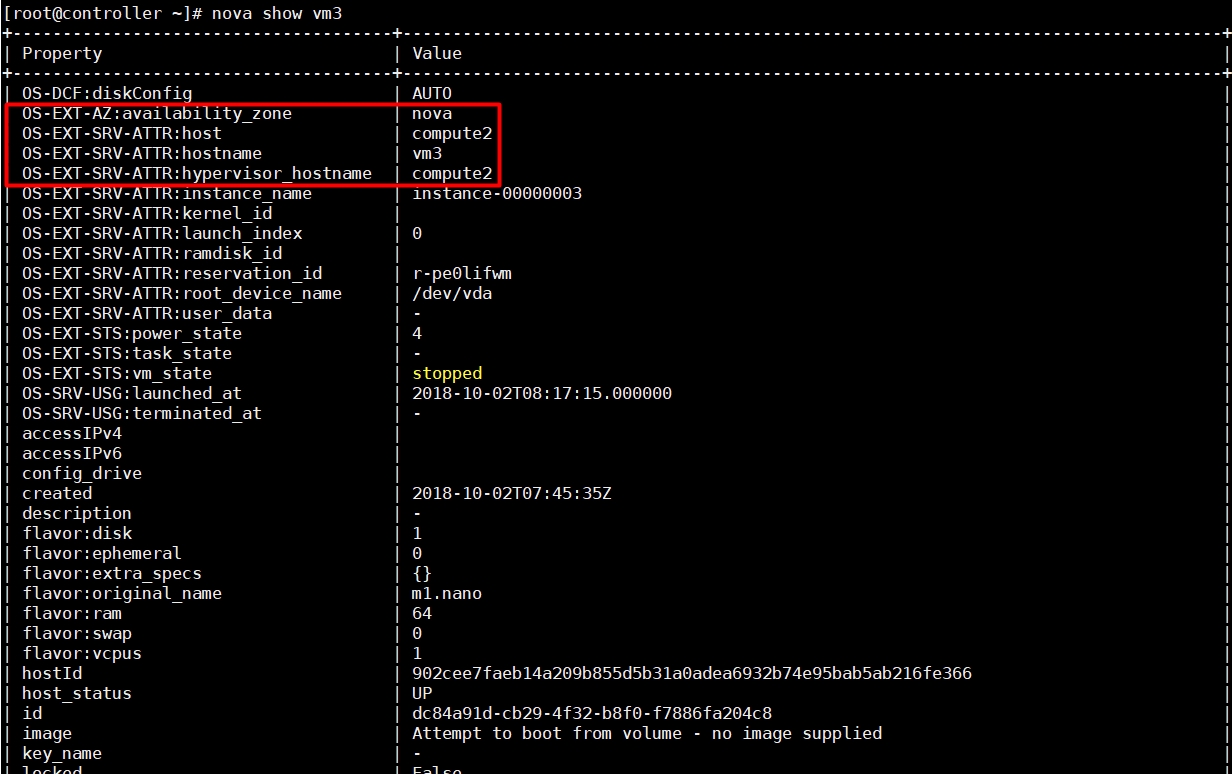 [root@controller ~]# nova show vm3
+--------------------------------------+----------------------------------------------------------------------------------+
| Property | Value |
+--------------------------------------+----------------------------------------------------------------------------------+
| OS-DCF:diskConfig | AUTO |
| OS-EXT-AZ:availability_zone | nova |
| OS-EXT-SRV-ATTR:host | compute2 |
| OS-EXT-SRV-ATTR:hostname | vm3 |
| OS-EXT-SRV-ATTR:hypervisor_hostname | compute2 |
| OS-EXT-SRV-ATTR:instance_name | instance-00000003 |
| OS-EXT-SRV-ATTR:kernel_id | |
| OS-EXT-SRV-ATTR:launch_index | 0 |
| OS-EXT-SRV-ATTR:ramdisk_id | |
| OS-EXT-SRV-ATTR:reservation_id | r-pe0lifwm |
| OS-EXT-SRV-ATTR:root_device_name | /dev/vda |
| OS-EXT-SRV-ATTR:user_data | - |
| OS-EXT-STS:power_state | 4 |
| OS-EXT-STS:task_state | - |
| OS-EXT-STS:vm_state | stopped |
| OS-SRV-USG:launched_at | 2018-10-02T08:17:15.000000 |
| OS-SRV-USG:terminated_at | - |
| accessIPv4 | |
| accessIPv6 | |
| config_drive | |
| created | 2018-10-02T07:45:35Z |
| description | - |
| flavor:disk | 1 |
| flavor:ephemeral | 0 |
| flavor:extra_specs | {} |
| flavor:original_name | m1.nano |
| flavor:ram | 64 |
| flavor:swap | 0 |
| flavor:vcpus | 1 |
| hostId | 902cee7faeb14a209b855d5b31a0adea6932b74e95bab5ab216fe366 |
| host_status | UP |
| id | dc84a91d-cb29-4f32-b8f0-f7886fa204c8 |
| image | Attempt to boot from volume - no image supplied |
| key_name | - |
| locked | False |